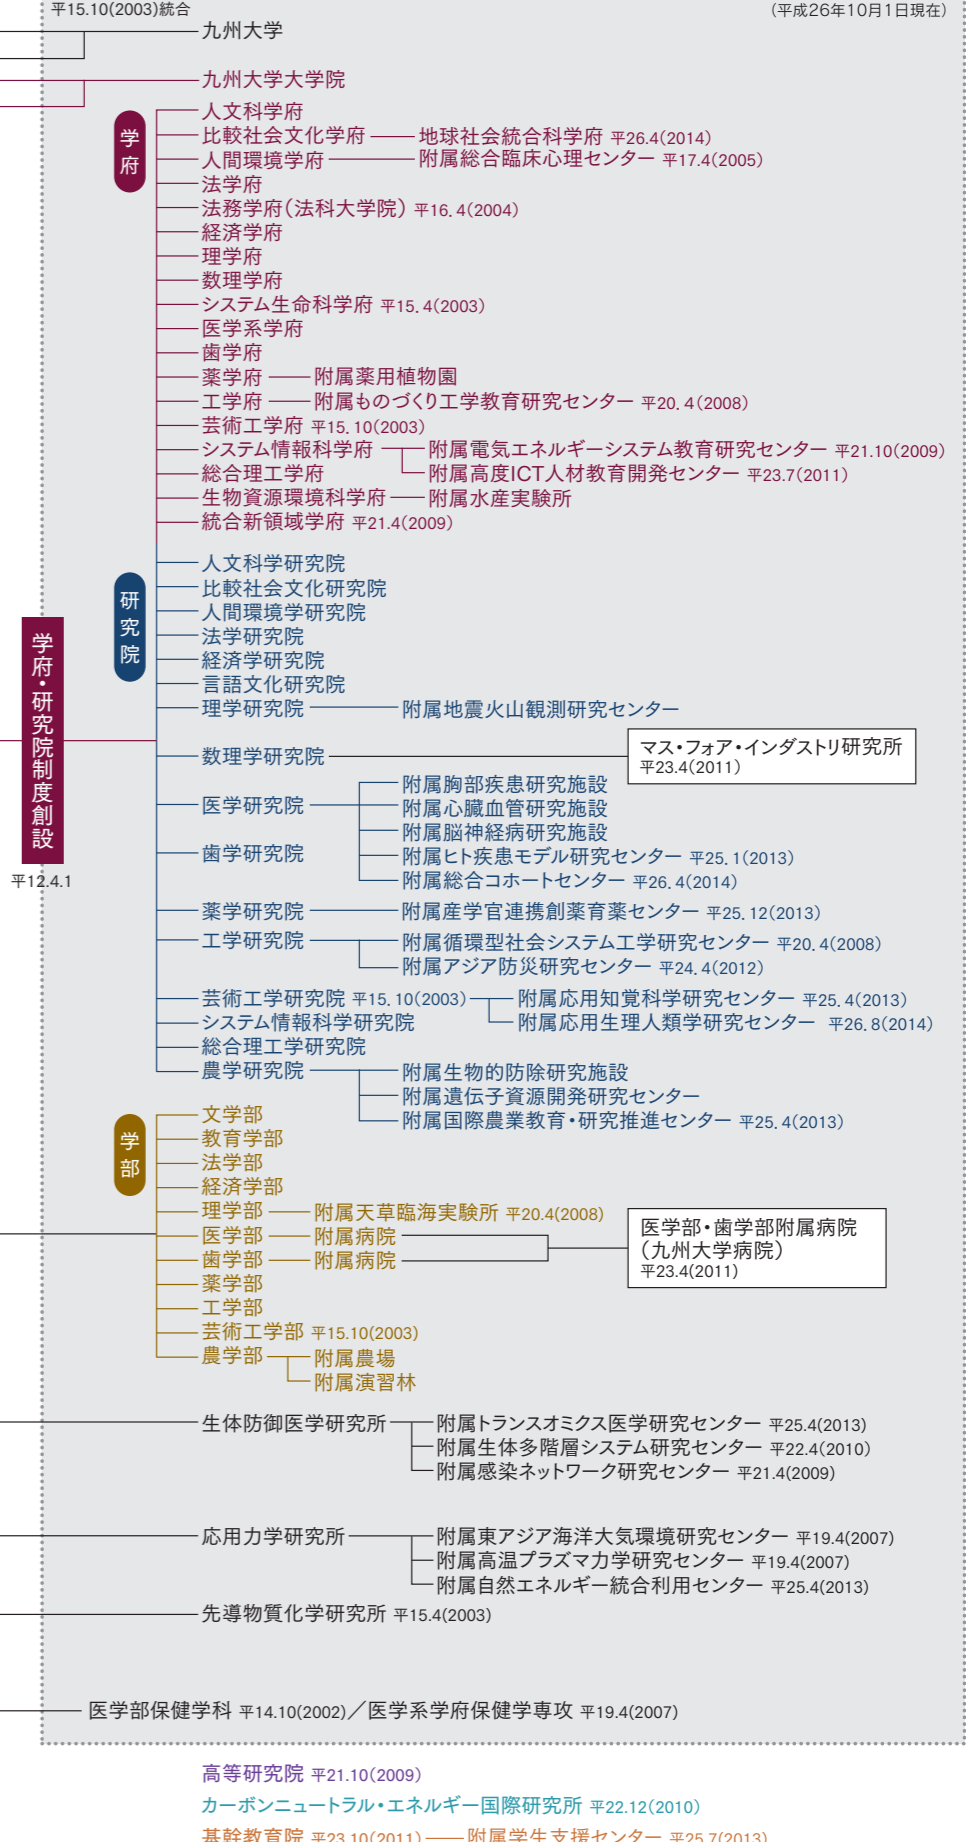 平15.10(2003)統合
(平成26年10月1日現在)
九州大学
九州大学大学院
学府
人文科学府
比較社会文化学府 地球社会統合科学府 平26.4(2014)
人間環境学府 附属総合臨床心理センター 平17.4(2005)
法学府
法務学府(法科大学院) 平16.4(2004)
経済学府
理学府
数理学府
システム生命科学府 平15.4(2003)
医学系学府
歯学府
薬学府 附属薬用植物園
工学府 附属ものづくり工学教育研究センター 平20.4(2008)
芸術工学府 平15.10(2003)
システム情報科学府 附属電気エネルギーシステム教育研究センター 平21.10(2009)
総合理工学府 附属高度ICT人材教育開発センター 平23.7(2011)
生物資源環境科学府 附属水産実験所
統合新領域学府 平21.4(2009)
学府・研究院制度創設
平12.4.1
研究院
人文科学研究院
比較社会文化研究院
人間環境学研究院
法学研究院
経済学研究院
言語文化研究院
理学研究院 附属地震火山観測研究センター
数理学研究院 マス・フォア・インダストリ研究所
平23.4(2011)
附属胸部疾患研究施設
医学研究院 附属心臓血管研究施設
附属脳神経病研究施設
歯学研究院 附属ヒト疾患モデル研究センター 平25.1(2013)
附属総合コホートセンター 平26.4(2014)
薬学研究院 附属産学官連携創薬育薬センター 平25.12(2013)
工学研究院 附属循環型社会システム工学研究センター 平20.4(2008)
附属アジア防災研究センター 平24.4(2012)
芸術工学研究院 平15.10(2003) 附属応用知覚科学研究センター 平25.4(2013)
システム情報科学研究院 附属応用生理人類学研究センター 平26.8(2014)
総合理工学研究院
農学研究院 附属生物的防除研究施設
附属遺伝子資源開発研究センター
附属国際農業教育・研究推進センター 平25.4(2013)
学部
文学部
教育学部
法学部
経済学部
理学部 附属天草臨海実験所 平20.4(2008)
医学部 附属病院
歯学部 附属病院
医学部・歯学部附属病院
(九州大学病院)
平23.4(2011)
薬学部
工学部
芸術工学部 平15.10(2003)
農学部 附属農場
附属演習林
生体防御医学研究所 附属トランスオミクス医学研究センター 平25.4(2013)
附属生体多階層システム研究センター 平22.4(2010)
附属感染ネットワーク研究センター 平21.4(2009)
応用力学研究所 附属東アジア海洋大気環境研究センター 平19.4(2007)
附属高温プラズマ力学研究センター 平19.4(2007)
附属自然エネルギー統合利用センター 平25.4(2013)
先導物質化学研究所 平15.4(2003)
医学部保健学科 平14.10(2002)／医学系学府保健学専攻 平19.4(2007)
高等研究院 平21.10(2009)
カーボンニュートラル・エネルギー国際研究所 平22.12(2010)
基幹教育院 平23.10(2011) 附属学生支援センター 平25.7(2013)